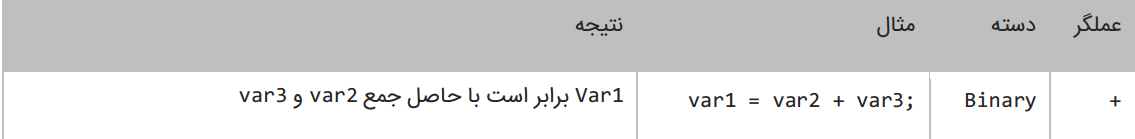 عملگر دسته مثال نتیجه
+ Binary var1 = var2 + var3; Var1 برابر است با حاصل جمع var2 و var3